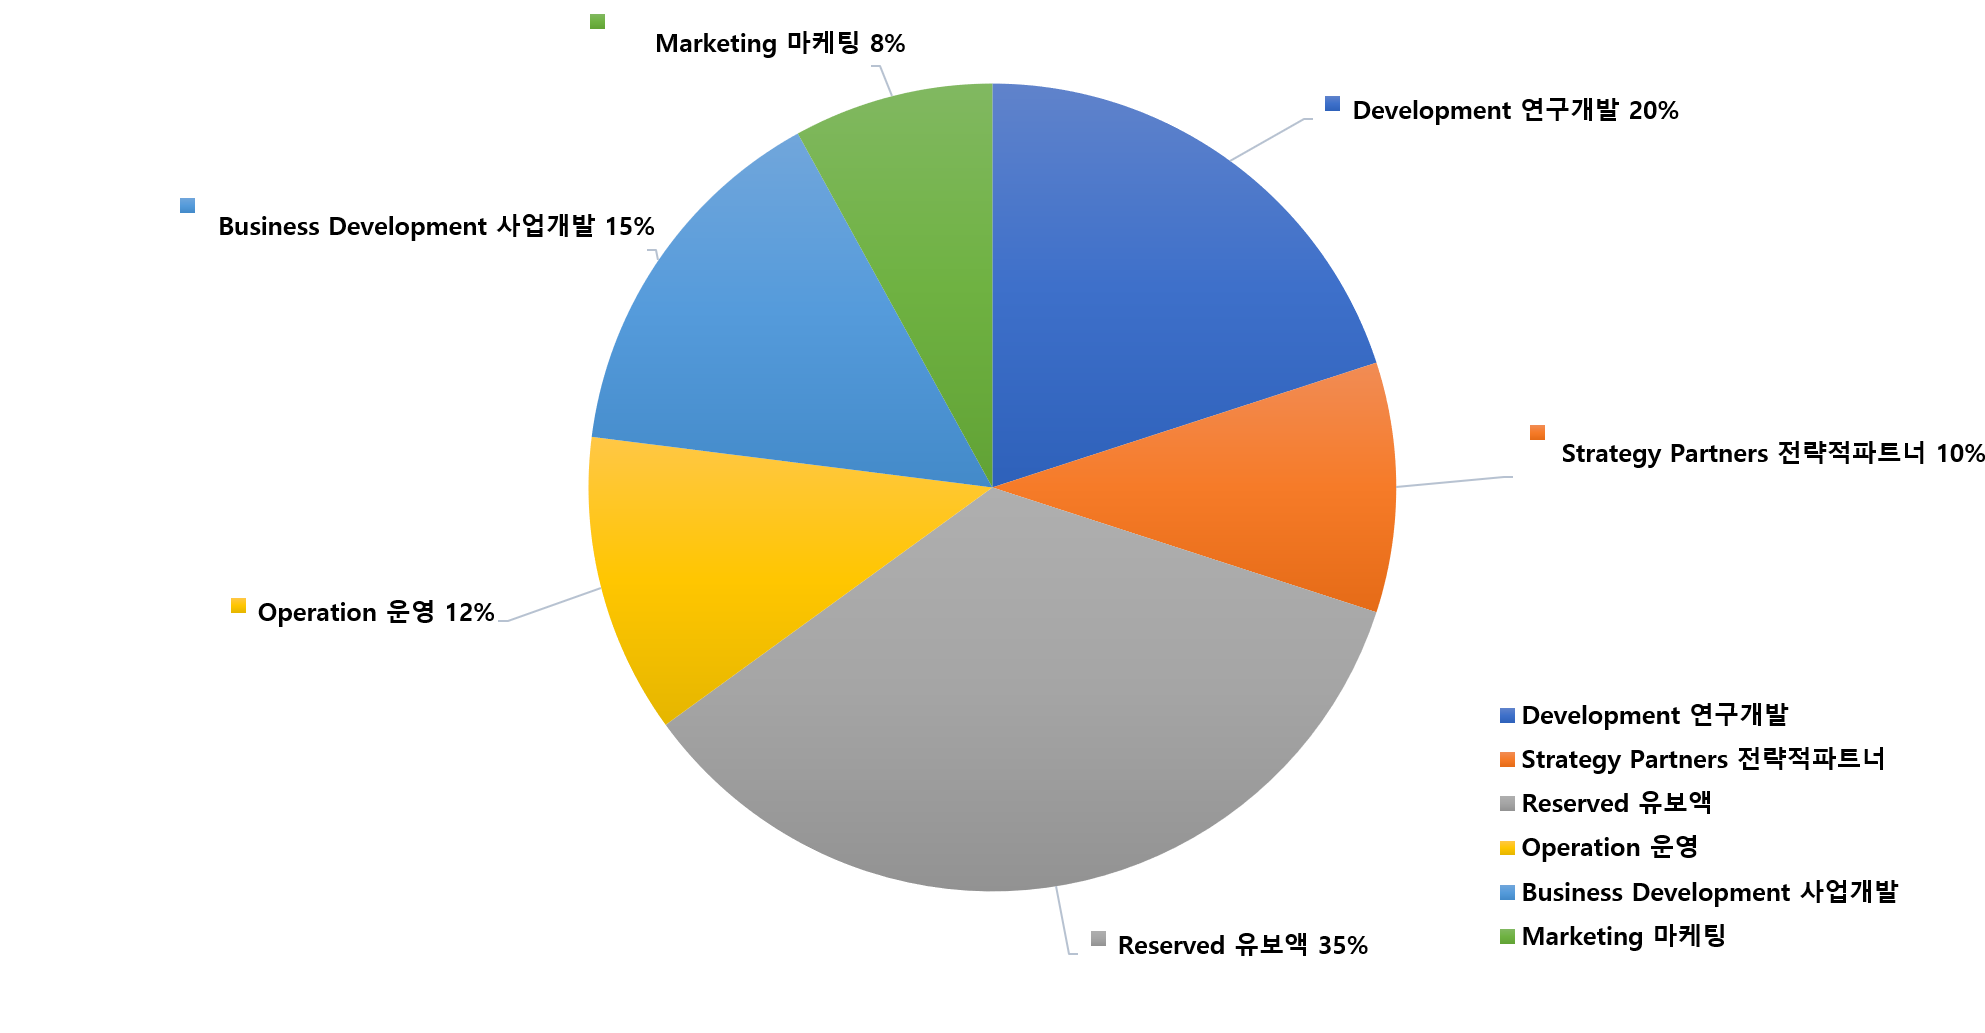 Marketing 마케팅 8%
Development 연구개발 20%
Business Development 사업개발 15%
Strategy Partners 전략적파트너 10%
Operation 운영 12%
Reserved 유보액 35%
Development 연구개발
Strategy Partners 전략적파트너
Reserved 유보액
Operation 운영
Business Development 사업개발
Marketing 마케팅